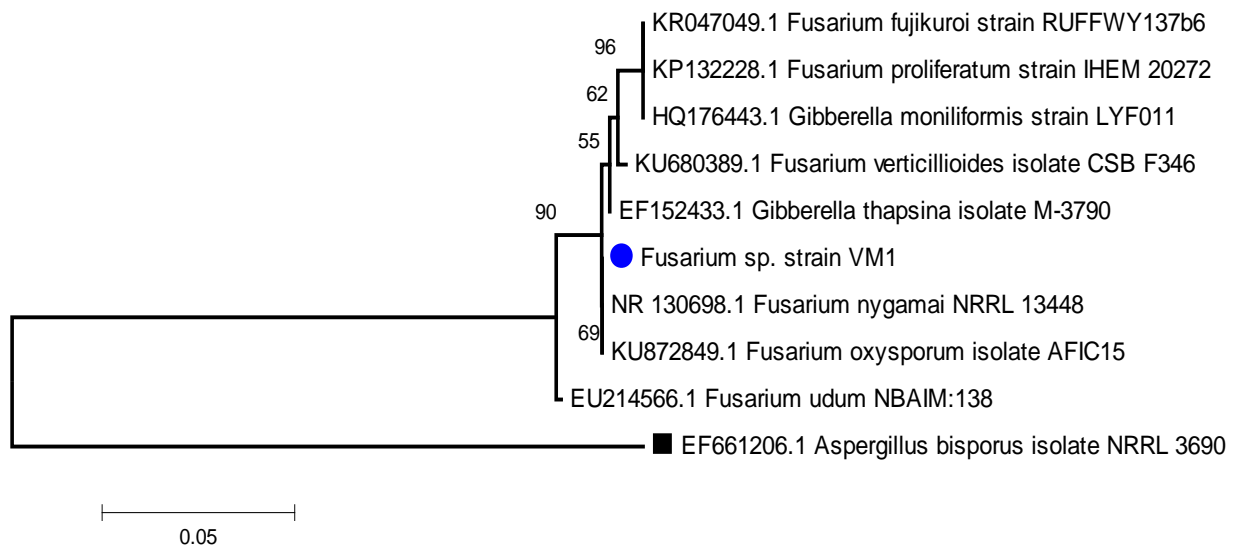 KR047049.1 Fusarium fujikuroi strain RUFFWY137b6
96
KP132228.1 Fusarium proliferatum strain IHEM 20272
62
HQ176443.1 Gibberella moniliformis strain LYF011
55
KU680389.1 Fusarium verticillioides isolate CSB F346
90
EF152433.1 Gibberella thapsina isolate M-3790
Fusarium sp. strain VM1
NR 130698.1 Fusarium nygamai NRRL 13448
69
KU872849.1 Fusarium oxysporum isolate AFIC15
EU214566.1 Fusarium udum NBAIM:138
EF661206.1 Aspergillus bisporus isolate NRRL 3690
0.05